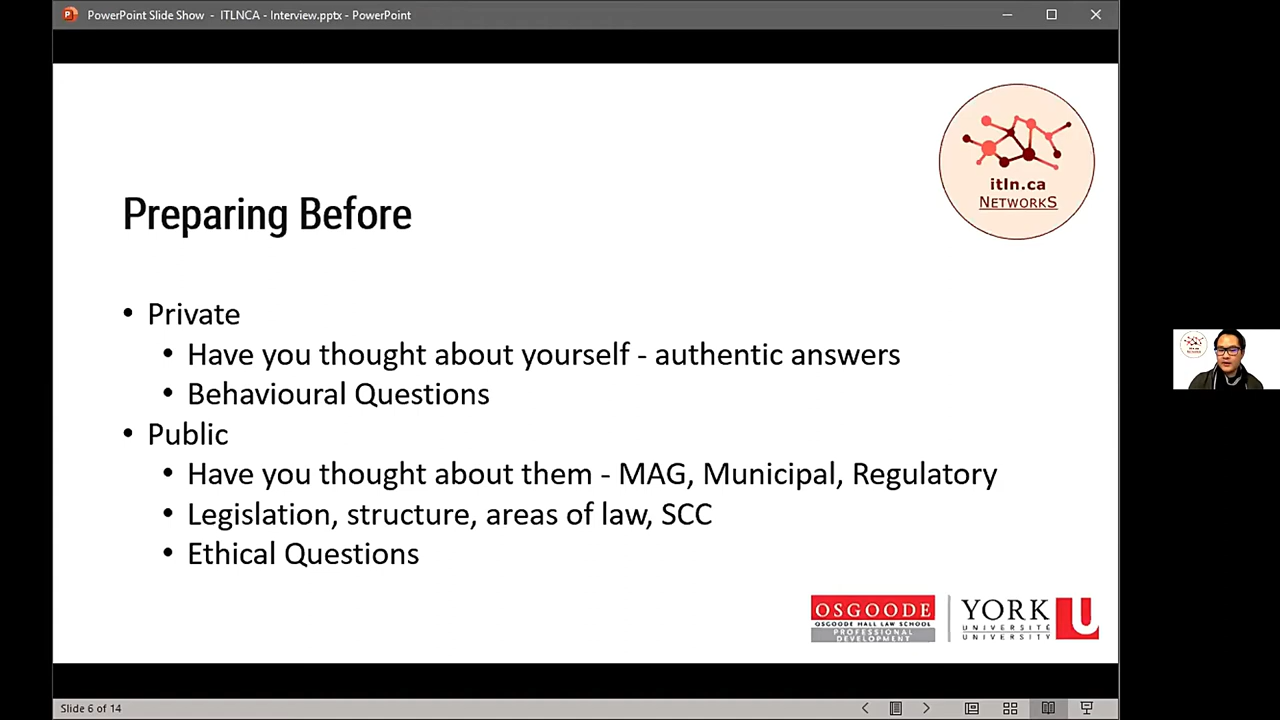 PowerPoint Slide Show - ITLNCA - Interview.pptx - PowerPoint
itln.ca
NETWORKS
Preparing Before
• Private
• Have you thought about yourself - authentic answers
• Behavioural Questions
• Public
• Have you thought about them - MAG, Municipal, Regulatory
• Legislation, structure, areas of law, SCC
• Ethical Questions
OSGOODE
OSGOODE HALL LAW SCHOOL
PROFESSIONAL
DEVELOPMENT
YORK
UNIVERSITÉ
UNIVERSITY
U
Slide 6 of 14